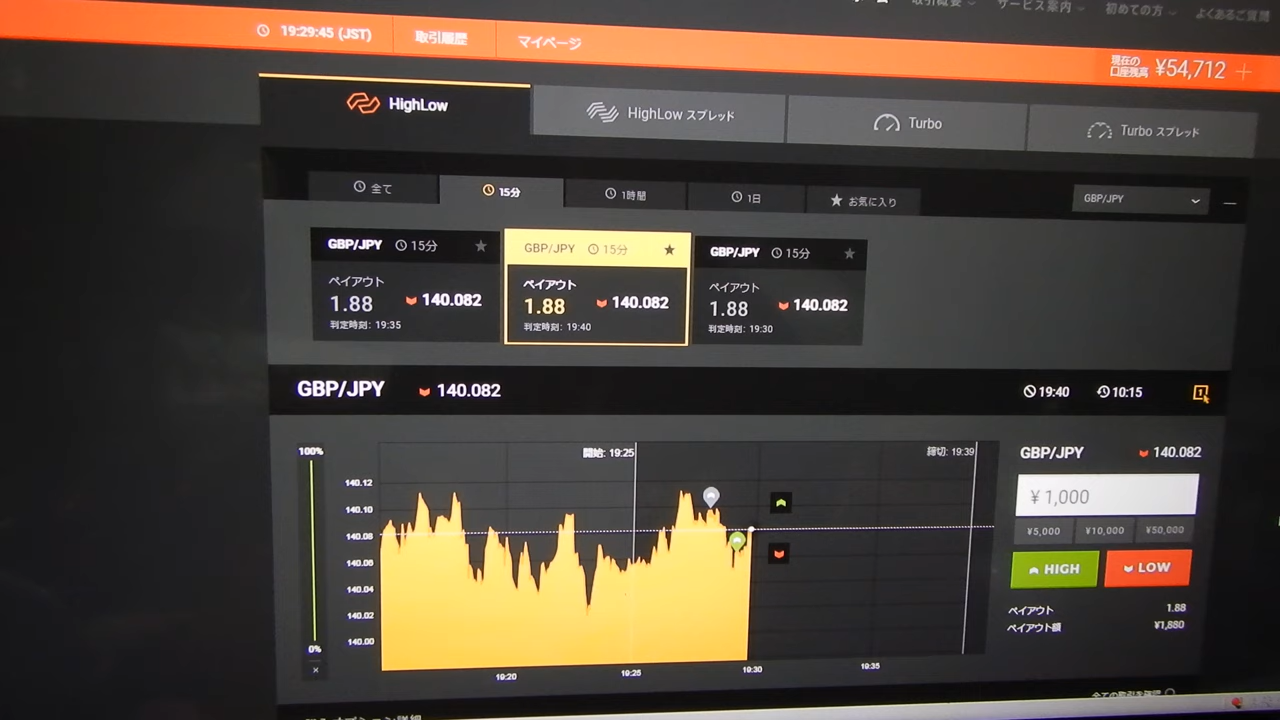 取引概要 サービス案内 初めての方 よくあるご質問
19:29:45 (JST) 取引履歴 マイページ
現在の
口座残高 ¥54,712
HighLow HighLow スプレッド Turbo Turbo スプレッド
全て 15分 1時間 1日 お気に入り GBP/JPY
GBP/JPY 15分 GBP/JPY 15分 GBP/JPY 15分
ペイアウト ペイアウト ペイアウト
1.88 140.082 1.88 140.082 1.88 140.082
判定時刻: 19:35 判定時刻: 19:40 判定時刻: 19:30
GBP/JPY 140.082 19:40 10:15
100% 開始: 19:25 締切: 19:39 GBP/JPY 140.082
140.12
140.10 ¥1,000
140.08 ¥5,000 ¥10,000 ¥50,000
140.06 HIGH LOW
140.04
140.02 ペイアウト 1.88
140.00 ペイアウト額 ¥1,880
0%
19:20 19:25 19:30 19:35
全ての取引を確認